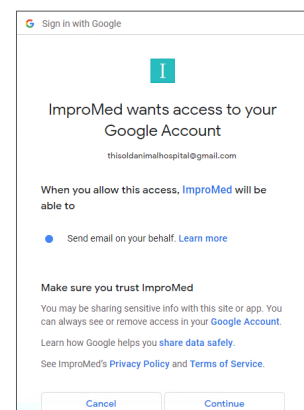 G Sign in with Google
I
ImproMed wants access to your
Google Account
thisoldanimalhospital@gmail.com
When you allow this access, ImproMed will be
able to
Send email on your behalf. Learn more
Make sure you trust ImproMed
You may be sharing sensitive info with this site or app. You
can always see or remove access in your Google Account.
Learn how Google helps you share data safely.
See ImproMed's Privacy Policy and Terms of Service.
Cancel Continue